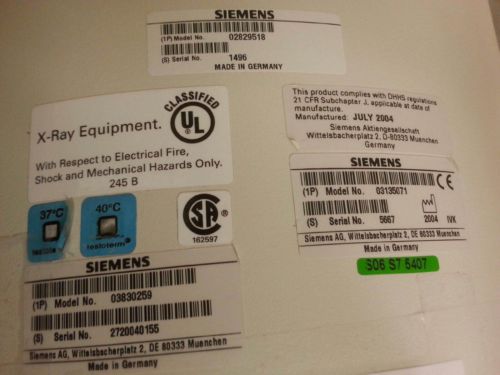 SIEMENS
(1P) Model No. 02829518
(S) Serial No. 1496
MADE IN GERMANY
CLASSIFIED
UL
X-Ray Equipment.
With Respect to Electrical Fire,
Shock and Mechanical Hazards Only.
245 B
This product complies with DHHS regulations
21 CFR Subchapter J, applicable at date of
manufacture.
Manufactured: JULY 2004
Siemens Aktiengesellschaft
Wittelsbacherplatz 2, D-80333 Muenchen
Germany
SIEMENS
(1P) Model No. 03135071
CE
(S) Serial No. 5667 2004 IVK
Siemens AG, Wittelsbacherplatz 2, DE 80333 Muenchen
Made in Germany
S06 S7 5407
37°C
40°C
testoterm®
SA
162597
SIEMENS
(1P) Model No. 03830259
(S) Serial No. 2720040155
Siemens AG, Wittelsbacherplatz 2, DE 80333 Muenchen
Made in Germany